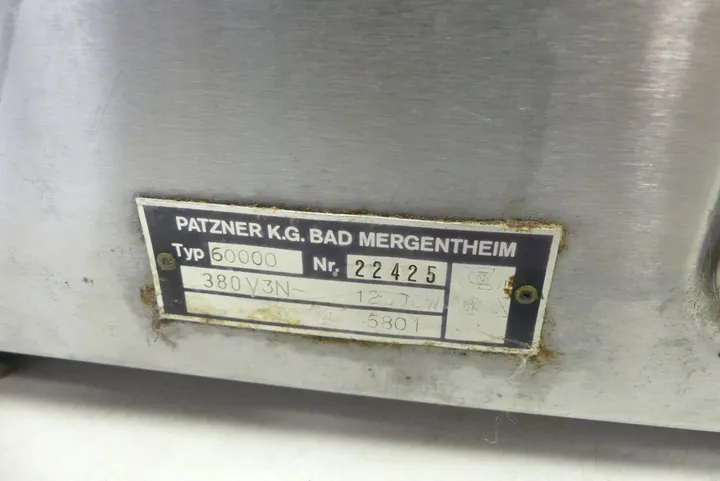 PATZNER K.G. BAD MERGENTHEIM
Typ 60000 Nr. 22425
380V3N~
5801